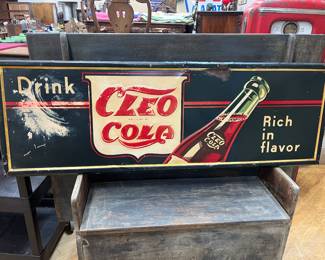 Drink
CLEO
COLA
CLEO
COLA
Rich
in
flavor